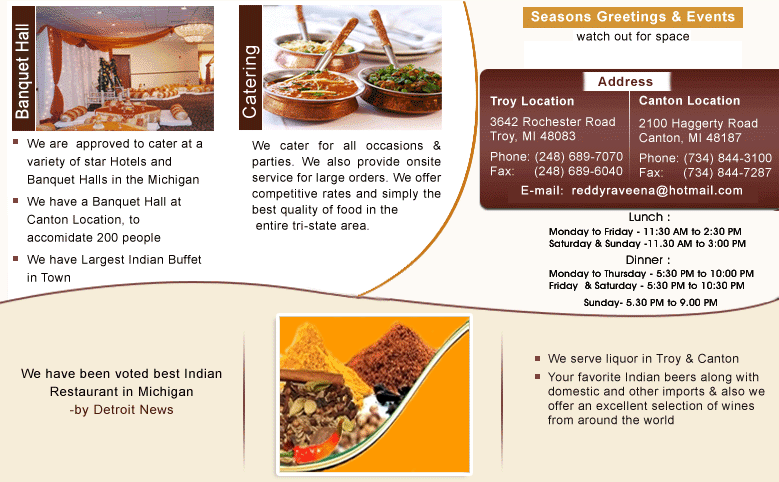 Banquet Hall
We are approved to cater at a
variety of star Hotels and
Banquet Halls in the Michigan
We have a Banquet Hall at
Canton Location, to
accomidate 200 people
We have Largest Indian Buffet
in Town
Catering
We cater for all occasions &
parties. We also provide onsite
service for large orders. We offer
competitive rates and simply the
best quality of food in the
entire tri-state area.
Seasons Greetings & Events
watch out for space
Address
Troy Location
3642 Rochester Road
Troy, MI 48083
Phone: (248) 689-7070
Fax: (248) 689-6040
Canton Location
2100 Haggerty Road
Canton, MI 48187
Phone: (734) 844-3100
Fax: (734) 844-7287
E-mail: reddyraveena@hotmail.com
Lunch :
Monday to Friday - 11:30 AM to 2:30 PM
Saturday & Sunday -11.30 AM to 3:00 PM
Dinner :
Monday to Thursday - 5:30 PM to 10:00 PM
Friday & Saturday - 5:30 PM to 10:30 PM
Sunday- 5.30 PM to 9.00 PM
We have been voted best Indian
Restaurant in Michigan
-by Detroit News
We serve liquor in Troy & Canton
Your favorite Indian beers along with
domestic and other imports & also we
offer an excellent selection of wines
from around the world